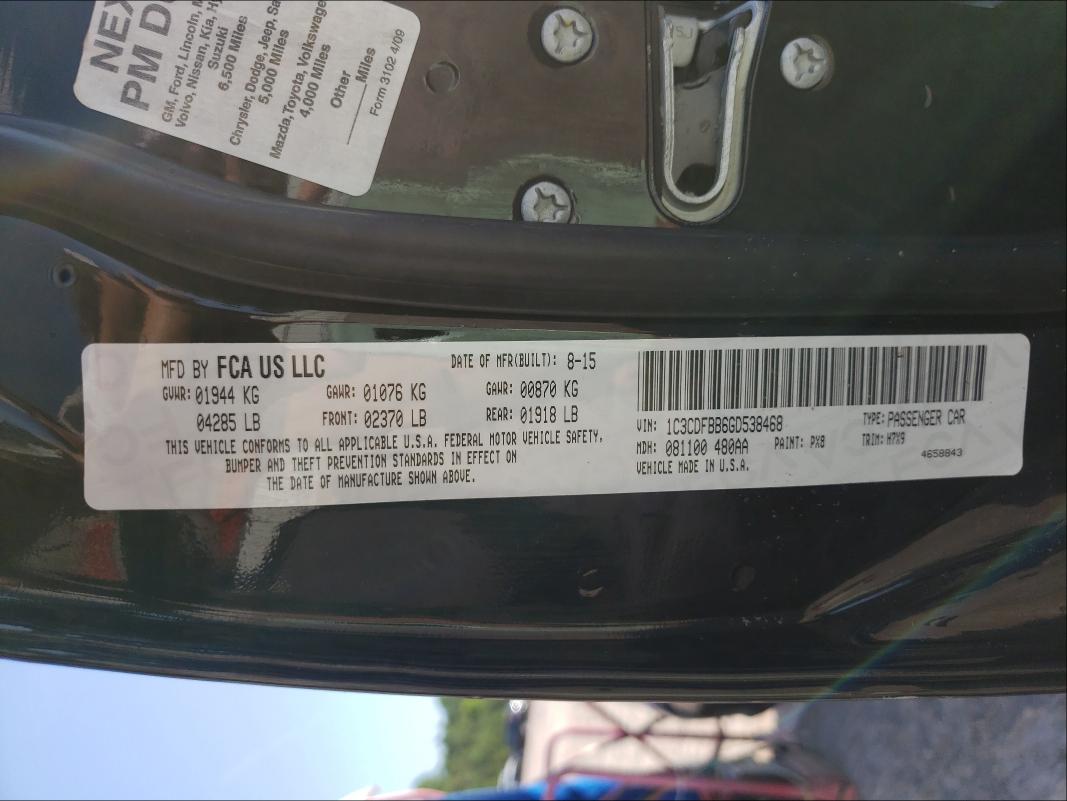 NEX
PM D
GM, Ford, Lincoln, M
Volvo, Nissan, Kia, H
Suzuki
6,500 Miles
Chrysler, Dodge, Jeep, Sa
5,000 Miles
Mazda, Toyota, Volkswage
4,000 Miles
Other
Miles
Form 3102 4/09
YSJ
MFD BY FCA US LLC
DATE OF MFR(BUILT): 8-15
GVWR: 01944 KG GAWR: 01076 KG GAWR: 00870 KG
04285 LB FRONT: 02370 LB REAR: 01918 LB
THIS VEHICLE CONFORMS TO ALL APPLICABLE U.S.A. FEDERAL MOTOR VEHICLE SAFETY,
BUMPER AND THEFT PREVENTION STANDARDS IN EFFECT ON
THE DATE OF MANUFACTURE SHOWN ABOVE.
VIN: 1C3CDFBB6GD538468 TYPE: PASSENGER CAR
MDH: 081100 480AA PAINT: PX8 TRIM: H7X9
VEHICLE MADE IN U.S.A. 4658843